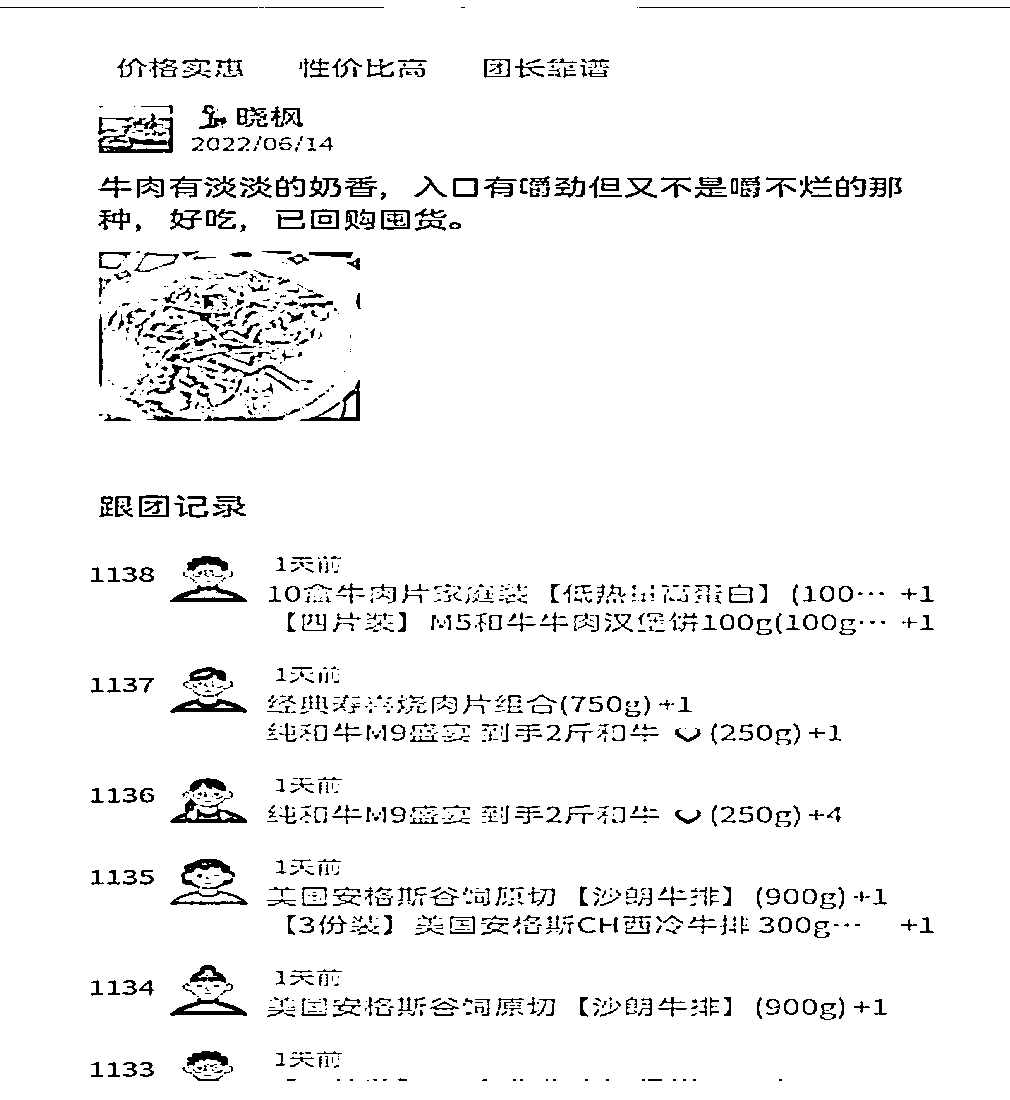 价格实惠 性价比高 团长靠谱
晓枫
2022/06/14
牛肉有淡淡的奶香，入口有嚼劲但又不是嚼不烂的那
种，好吃，已回购囤货。
跟团记录
1138 1天前
10盒牛肉片家庭装【低热量高蛋白】(100… +1
【四片装】M5和牛牛肉汉堡饼100g(100g… +1
1137 1天前
经典寿喜烧肉片组合(750g)+1
纯和牛M9盛宴 到手2斤和牛 (250g)+1
1136 1天前
纯和牛M9盛宴 到手2斤和牛 (250g)+4
1135 1天前
美国安格斯谷饲原切【沙朗牛排】(900g)+1
【3份装】美国安格斯CH西冷牛排 300g… +1
1134 1天前
美国安格斯谷饲原切【沙朗牛排】(900g)+1
1133 1天前